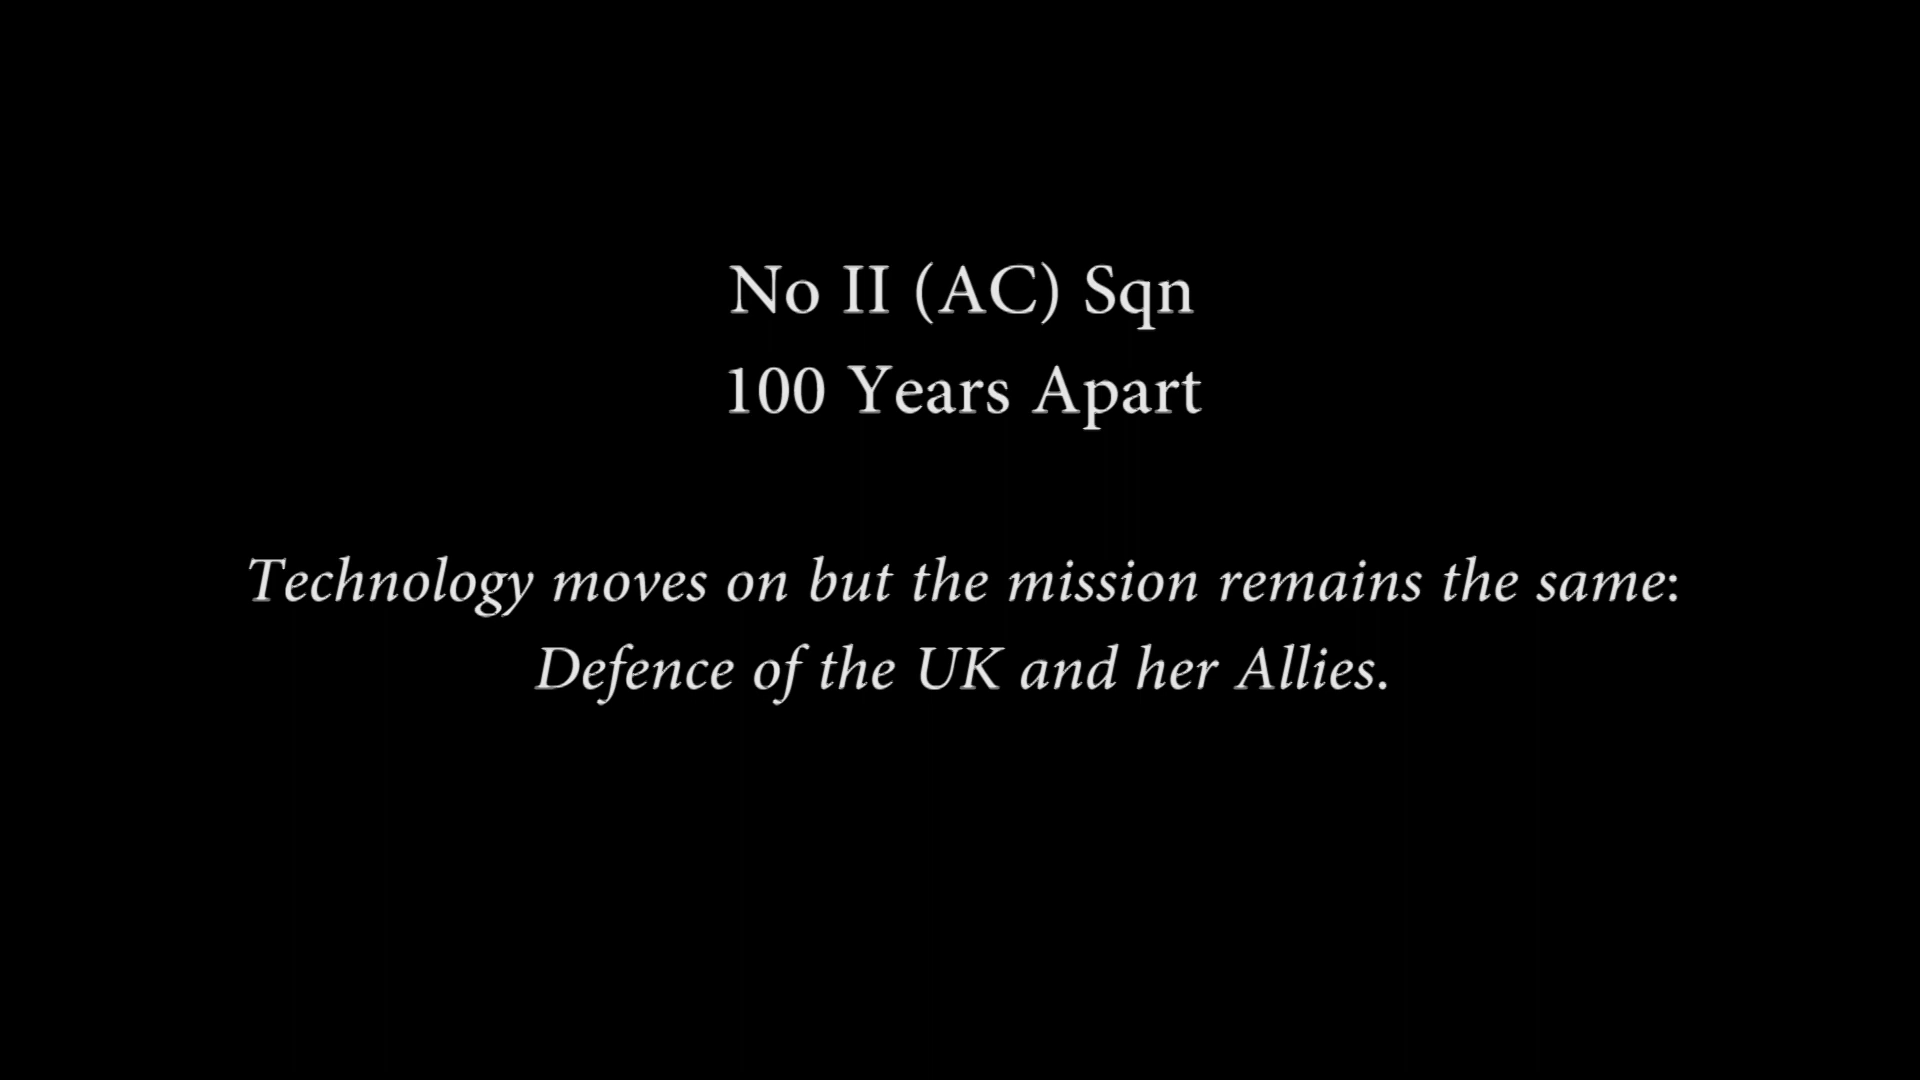 No II (AC) Sqn
100 Years Apart
Technology moves on but the mission remains the same:
Defence of the UK and her Allies.